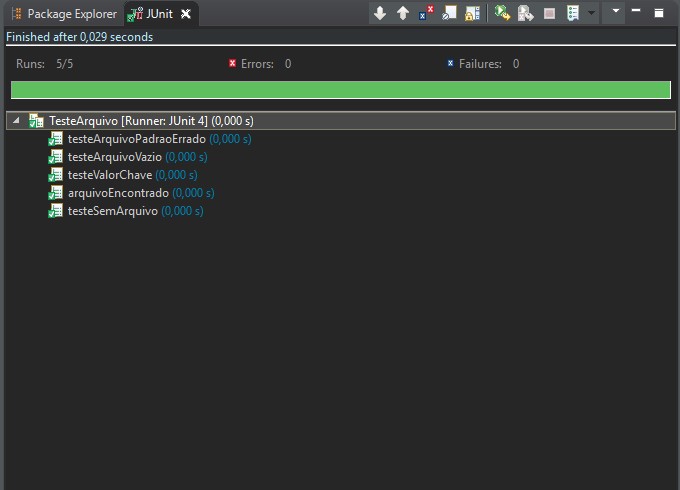 Package Explorer JUnit
Finished after 0,029 seconds
Runs: 5/5 Errors: 0 Failures: 0
TesteArquivo [Runner: JUnit 4] (0,000 s)
testeArquivoPadraoErrado (0,000 s)
testeArquivoVazio (0,000 s)
testeValorChave (0,000 s)
arquivoEncontrado (0,000 s)
testeSemArquivo (0,000 s)